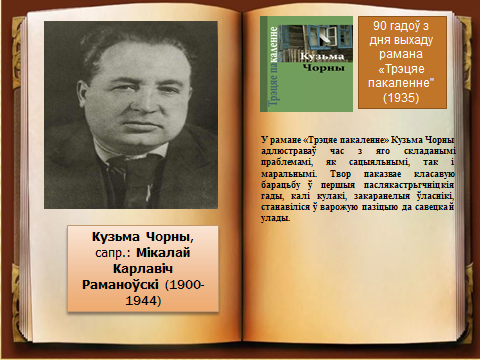 Кузьма Чорны,
сапр.: Мікалай
Карлавіч
Раманоўскі (1900-
1944)
Трэцяе пакаленне
Кузьма
Чорны
90 гадоў з
дня выхаду
рамана
«Трэцяе
пакаленне"
(1935)
У рамане «Трэцяе пакаленне» Кузьма Чорны
адлюстраваў час з яго складанымі
праблемамі, як сацыяльнымі, так і
маральнымі. Твор паказвае класавую
барацьбу ў першыя паслякастрычніцкія
гады, калі кулакі, закаранелыя ўласнікі,
станавіліся ў варожую пазіцыю да савецкай
улады.